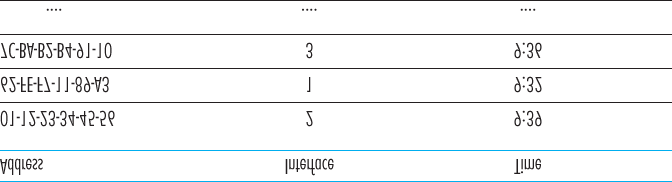 Address Interface Time
01-12-23-34-45-56 2 9:39
62-FE-F7-11-89-A3 1 9:32
7C-BA-B2-B4-91-10 3 9:36
.... .... ....